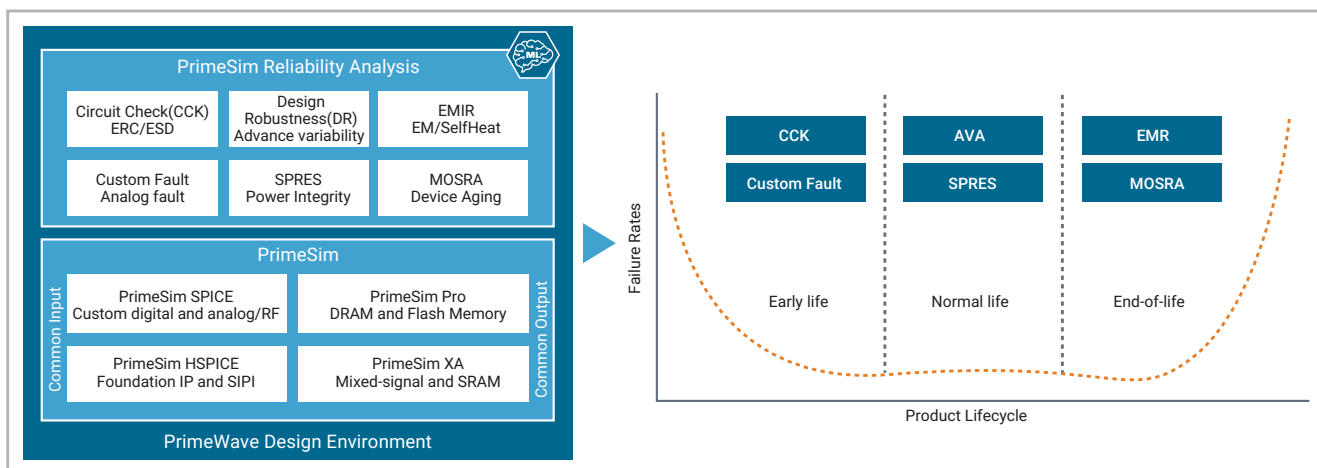 ML
PrimeSim Reliability Analysis
Circuit Check(CCK)
ERC/ESD
Design
Robustness(DR)
Advance variability
EMIR
EM/SelfHeat
Custom Fault
Analog fault
SPRES
Power Integrity
MOSRA
Device Aging
PrimeSim
Common Input
PrimeSim SPICE
Custom digital and analog/RF
PrimeSim Pro
DRAM and Flash Memory
PrimeSim HSPICE
Foundation IP and SIPI
PrimeSim XA
Mixed-signal and SRAM
Common Output
PrimeWave Design Environment
Failure Rates
CCK
AVA
EMR
Custom Fault
SPRES
MOSRA
Early life
Normal life
End-of-life
Product Lifecycle